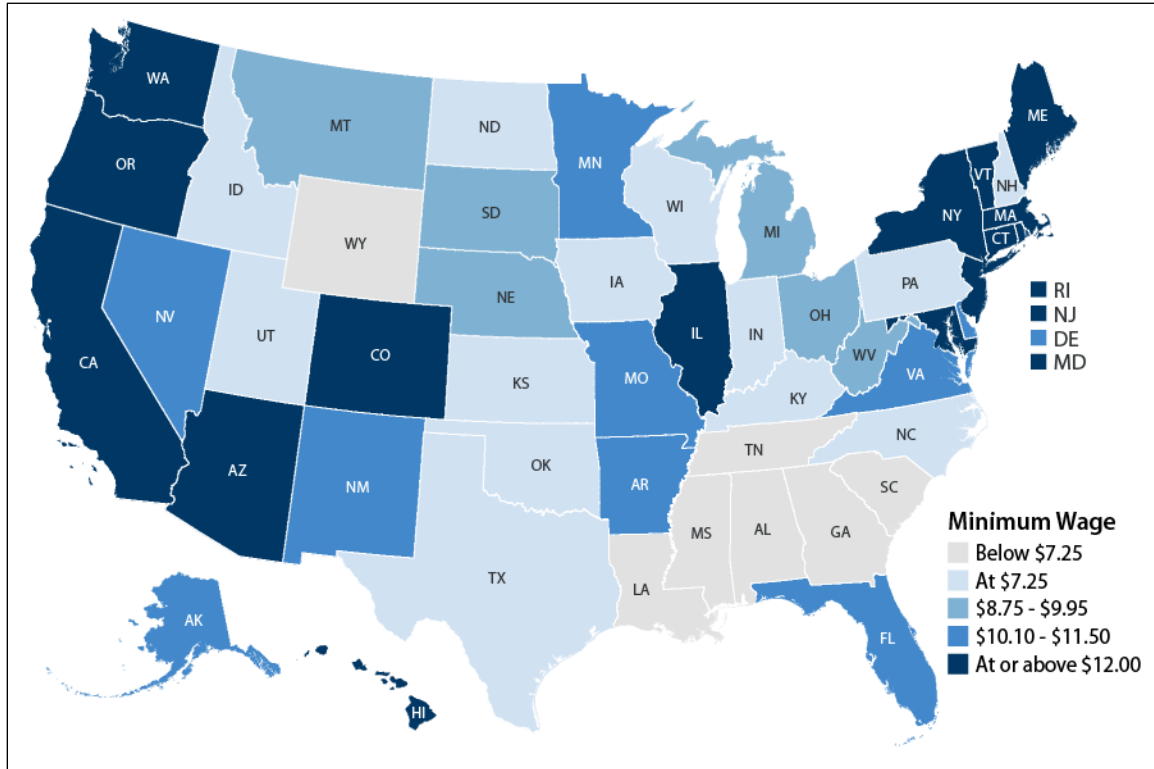 WA
MT
ND
MN
ME
OR
ID
SD
WI
MI
VT
NH
NY
MA
CT
WY
IA
PA
NE
RI
NJ
DE
MD
NV
UT
CO
IL
IN
OH
WV
CA
KS
MO
VA
KY
AZ
NM
OK
AR
TN
NC
SC
MS
AL
GA
TX
LA
AK
HI
FL
Minimum Wage
Below $7.25
At $7.25
$8.75 - $9.95
$10.10 - $11.50
At or above $12.00